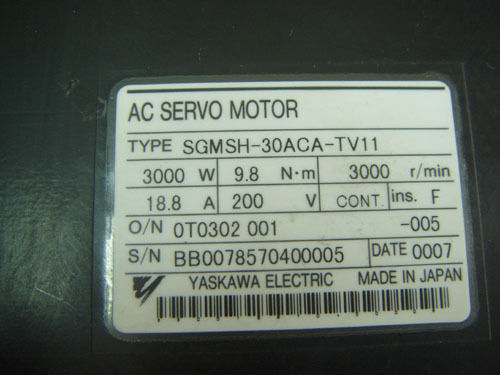 AC SERVO MOTOR
TYPE SGMSH-30ACA-TV11
3000 W 9.8 N·m 3000 r/min
18.8 A 200 V CONT. ins. F
O/N 0T0302 001 -005
S/N BB0078570400005 DATE 0007
YASKAWA ELECTRIC MADE IN JAPAN